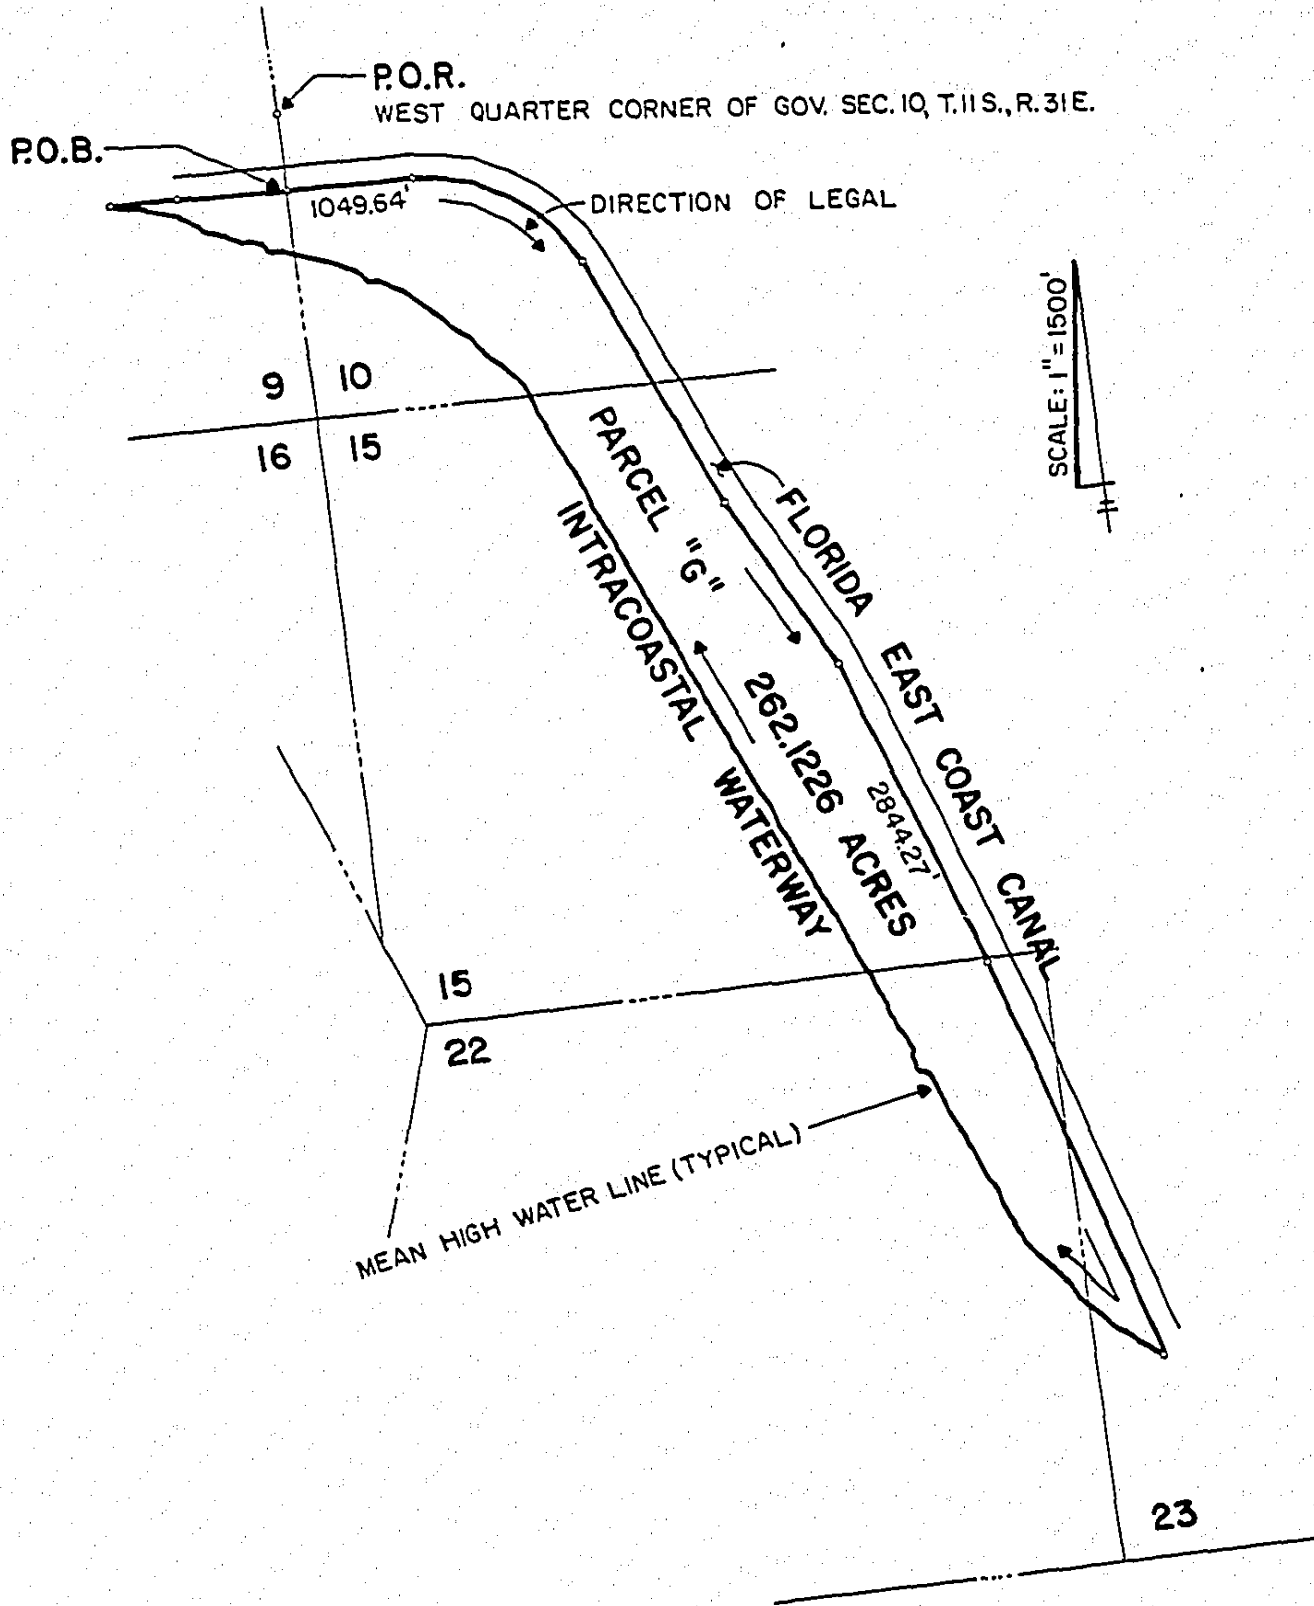 P.O.R.
WEST QUARTER CORNER OF GOV. SEC. 10, T. 11 S., R. 31 E.
P.O.B.
1049.64'
DIRECTION OF LEGAL
SCALE: 1" = 1500'
9 10
16 15
PARCEL "G"
262.1226 ACRES
INTRACOASTAL WATERWAY
FLORIDA EAST COAST CANAL
2844.27'
15
22
MEAN HIGH WATER LINE (TYPICAL)
23